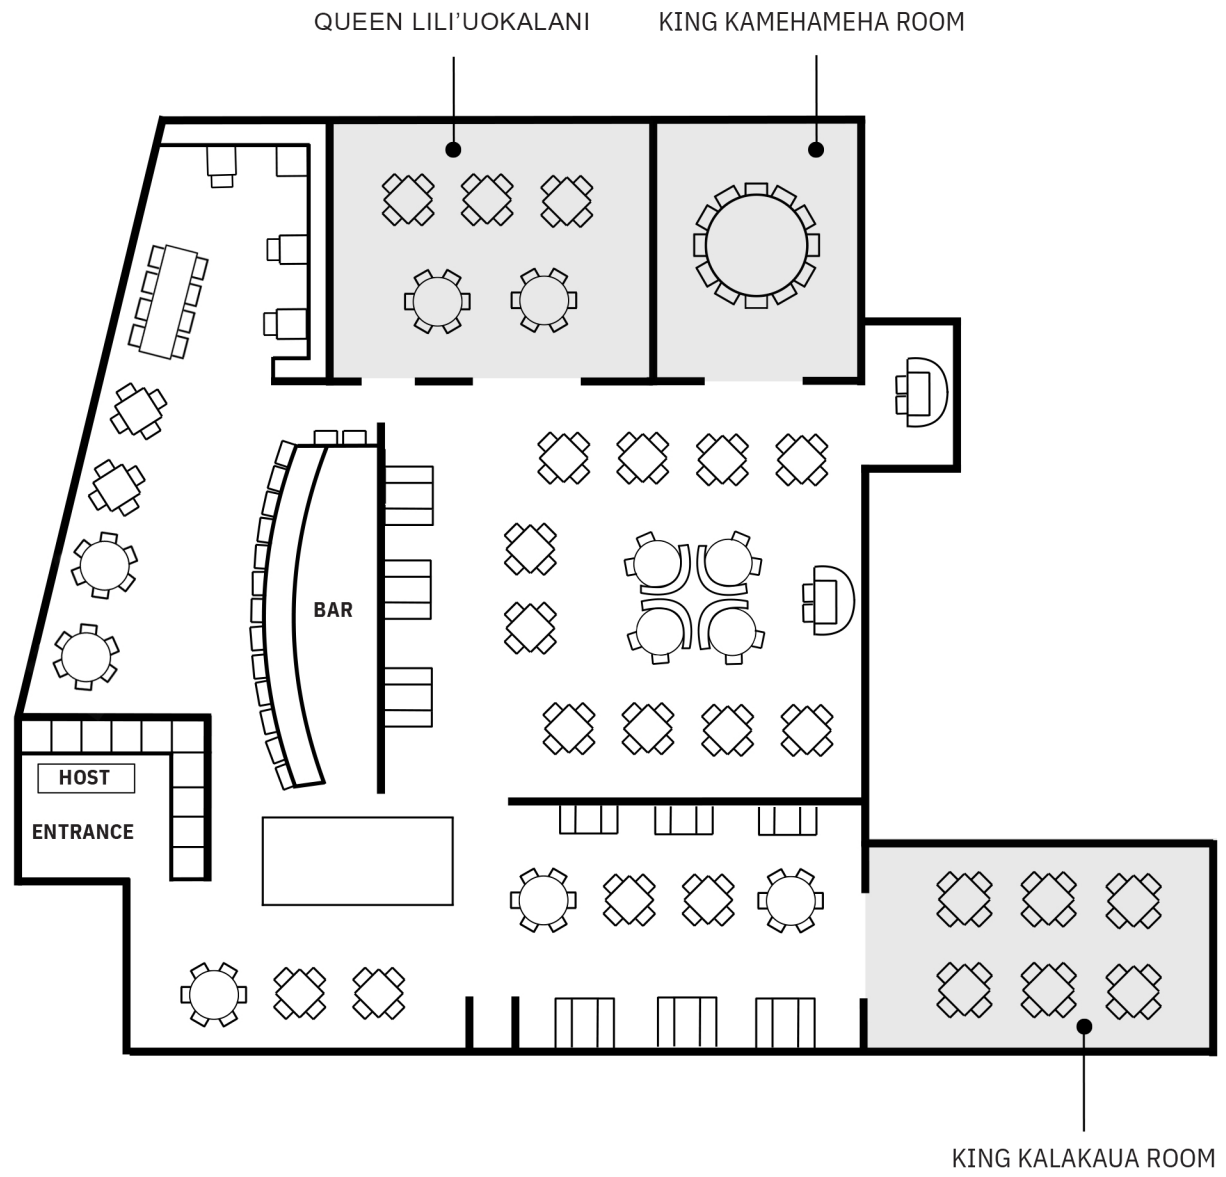 QUEEN LILI’UOKALANI
KING KAMEHAMEHA ROOM
BAR
HOST
ENTRANCE
KING KALAKAUA ROOM